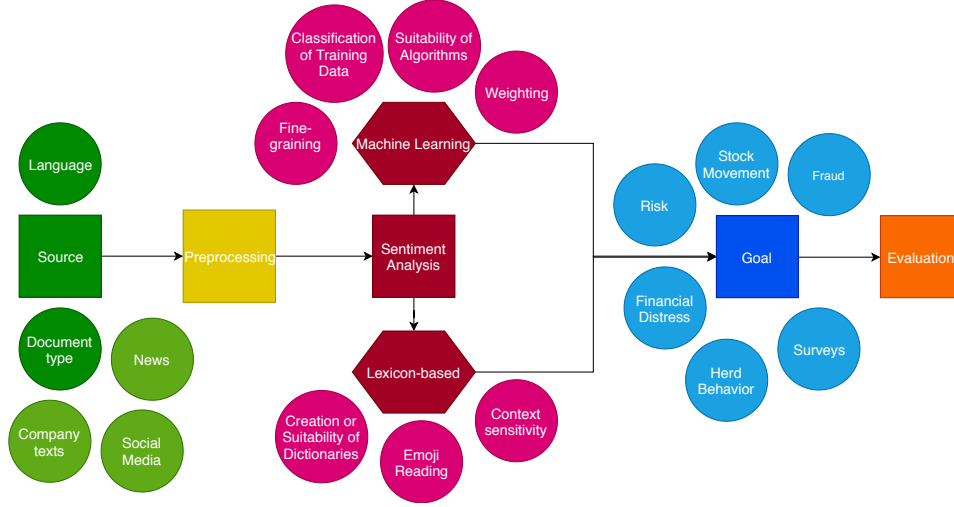 Language
Source
Document
type
News
Company
texts
Social
Media
Preprocessing
Classification
of Training
Data
Suitability of
Algorithms
Weighting
Fine-
graining
Machine Learning
Sentiment
Analysis
Lexicon-based
Creation or
Suitability of
Dictionaries
Emoji
Reading
Context
sensitivity
Stock
Movement
Fraud
Risk
Goal
Financial
Distress
Herd
Behavior
Surveys
Evaluation